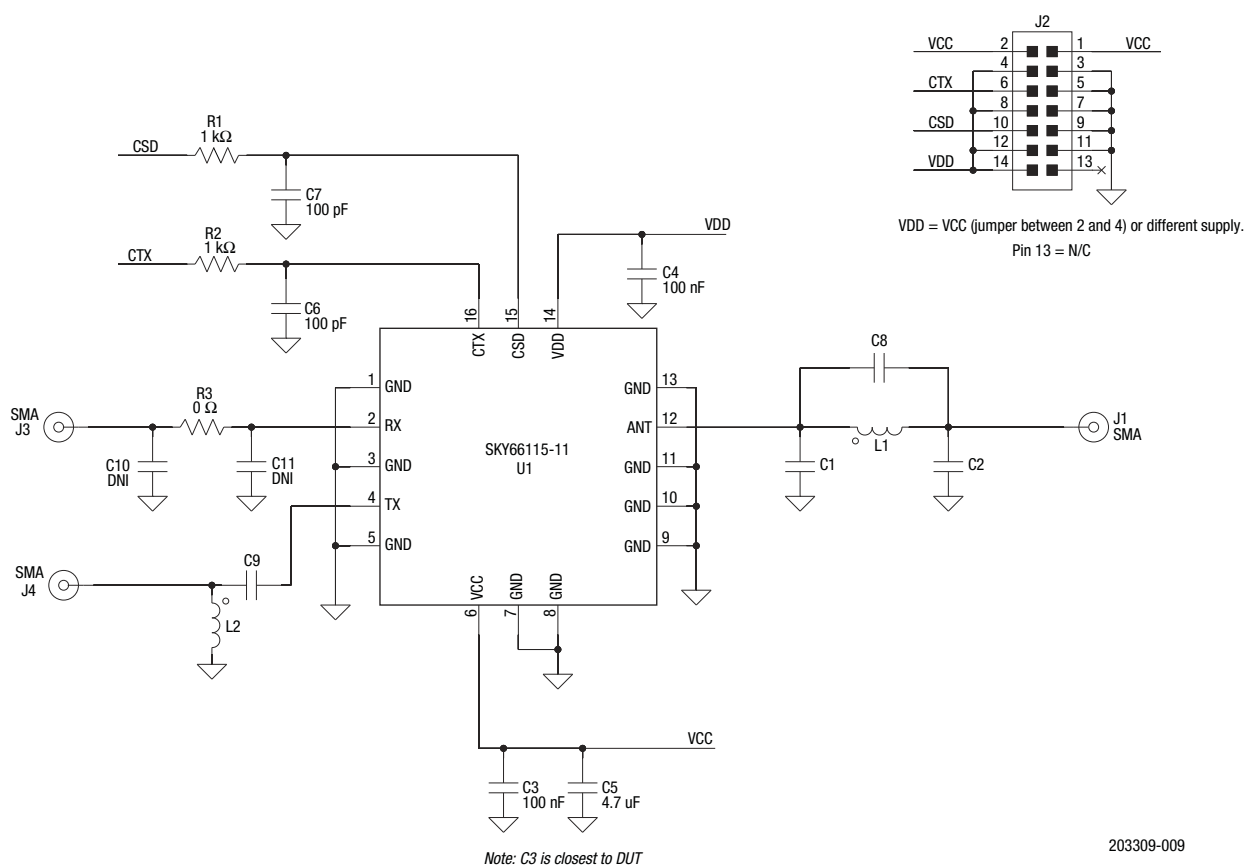 J2
VCC 2 1 VCC
4 3
CTX 6 5
8 7
CSD 10 9
12 11
VDD 14 13
VDD = VCC (jumper between 2 and 4) or different supply.
Pin 13 = N/C
R1
1 kΩ
CSD
C7
100 pF
R2
1 kΩ
CTX
C6
100 pF
VDD
C4
100 nF
16 15 14
CTX CSD VDD
1 GND
2 RX
3 GND
4 TX
5 GND
SKY66115-11
U1
GND 13
ANT 12
GND 11
GND 10
GND 9
VCC GND GND
6 7 8
SMA
J3
R3
0 Ω
C10
DNI
C11
DNI
SMA
J4
C9
L2
C8
L1
C1
C2
J1
SMA
VCC
C3
100 nF
C5
4.7 uF
Note: C3 is closest to DUT
203309-009